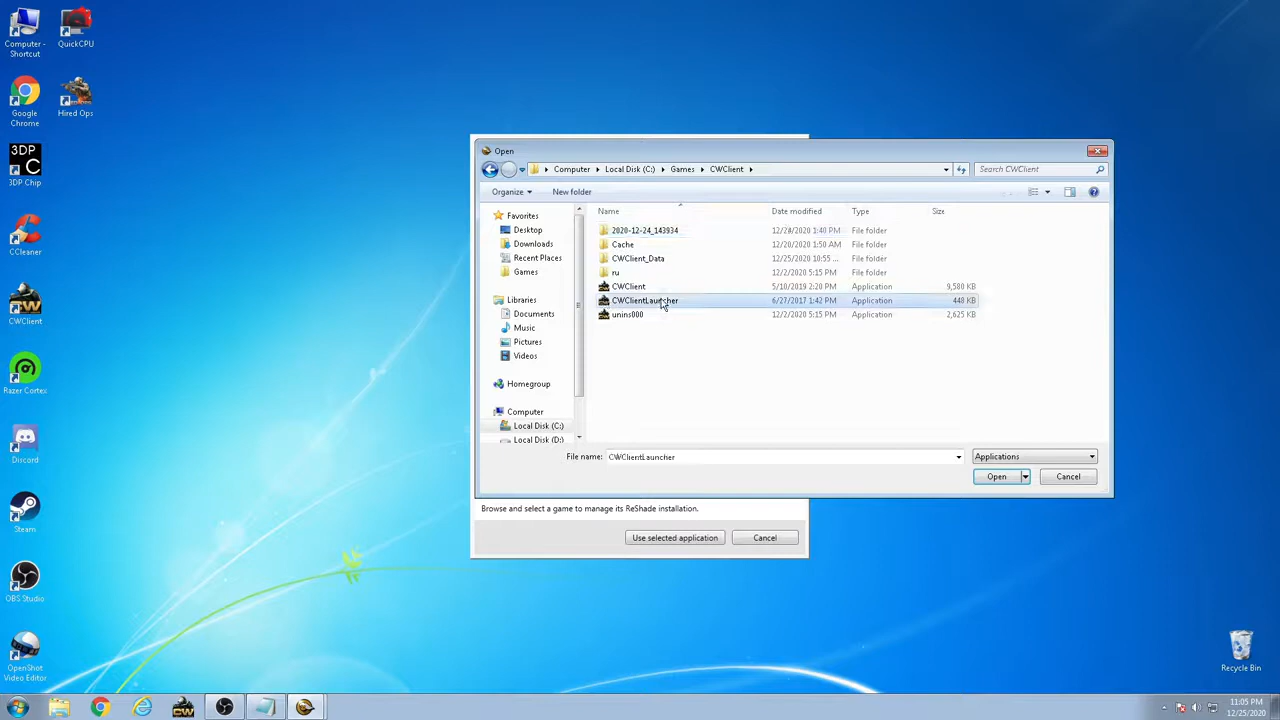 Computer - Shortcut
QuickCPU
Google Chrome
Hired Ops
3DP C
3DP Chip
CCleaner
CW
CWClient
Razer Cortex
Discord
Steam
OBS Studio
OpenShot Video Editor
Recycle Bin
Open
Computer Local Disk (C:) Games CWClient
Search CWClient
Organize New folder
Favorites
Desktop
Downloads
Recent Places
Games
Libraries
Documents
Music
Pictures
Videos
Homegroup
Computer
Local Disk (C:)
Local Disk (D:)
Name Date modified Type Size
2020-12-24_143934 12/28/2020 1:40 PM File folder
Cache 12/20/2020 1:50 AM File folder
CWClient_Data 12/25/2020 10:55 ... File folder
ru 12/2/2020 5:15 PM File folder
CWClient 5/10/2019 2:20 PM Application 9,580 KB
CWClientLauncher 6/27/2017 1:42 PM Application 448 KB
unins000 12/2/2020 5:15 PM Application 2,625 KB
File name: CWClientLauncher Applications
Open Cancel
Browse and select a game to manage its ReShade installation.
Use selected application Cancel
11:05 PM
12/25/2020